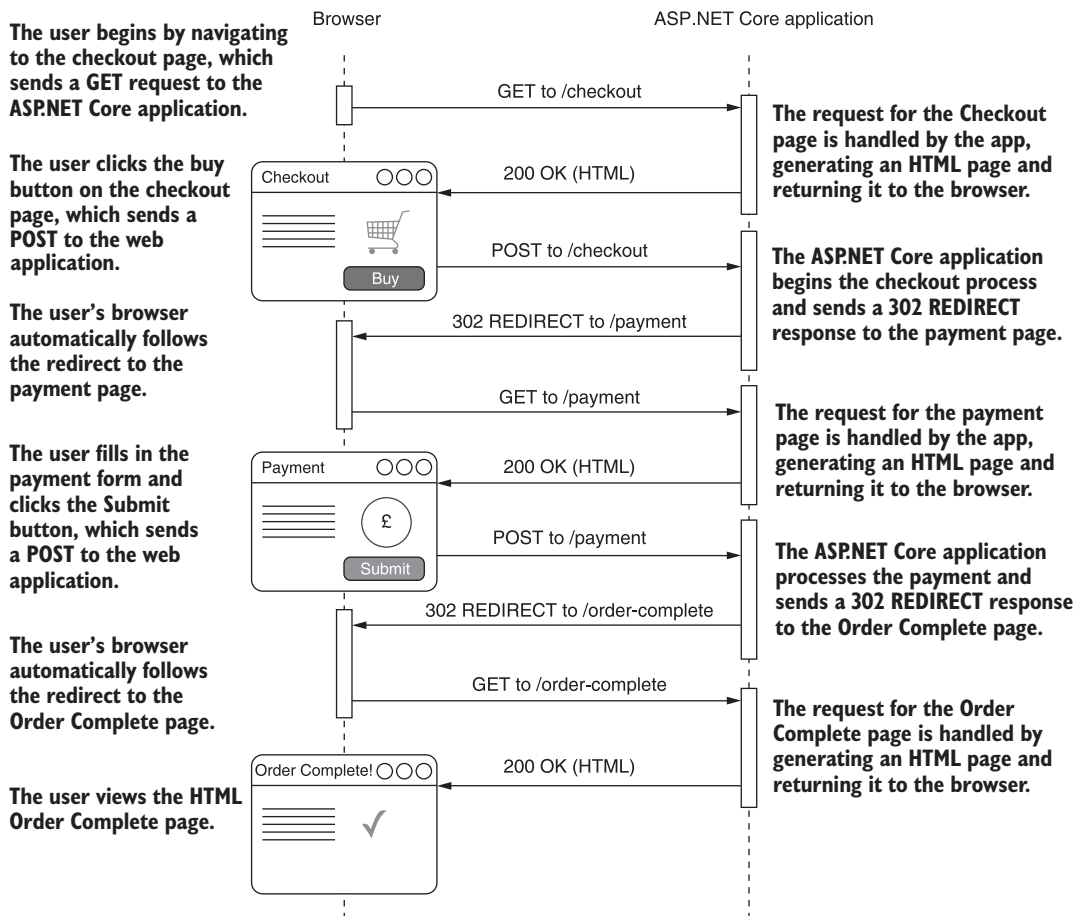 Browser
ASP.NET Core application
The user begins by navigating
to the checkout page, which
sends a GET request to the
ASP.NET Core application.
GET to /checkout
The request for the Checkout
page is handled by the app,
generating an HTML page and
returning it to the browser.
The user clicks the buy
button on the checkout
page, which sends a
POST to the web
application.
Checkout
200 OK (HTML)
Buy
POST to /checkout
The ASP.NET Core application
begins the checkout process
and sends a 302 REDIRECT
response to the payment page.
The user's browser
automatically follows
the redirect to the
payment page.
302 REDIRECT to /payment
GET to /payment
The request for the payment
page is handled by the app,
generating an HTML page and
returning it to the browser.
The user fills in the
payment form and
clicks the Submit
button, which sends
a POST to the web
application.
Payment
200 OK (HTML)
£
Submit
POST to /payment
The ASP.NET Core application
processes the payment and
sends a 302 REDIRECT response
to the Order Complete page.
302 REDIRECT to /order-complete
The user's browser
automatically follows
the redirect to the
Order Complete page.
GET to /order-complete
The request for the Order
Complete page is handled by
generating an HTML page and
returning it to the browser.
Order Complete!
200 OK (HTML)
The user views the HTML
Order Complete page.